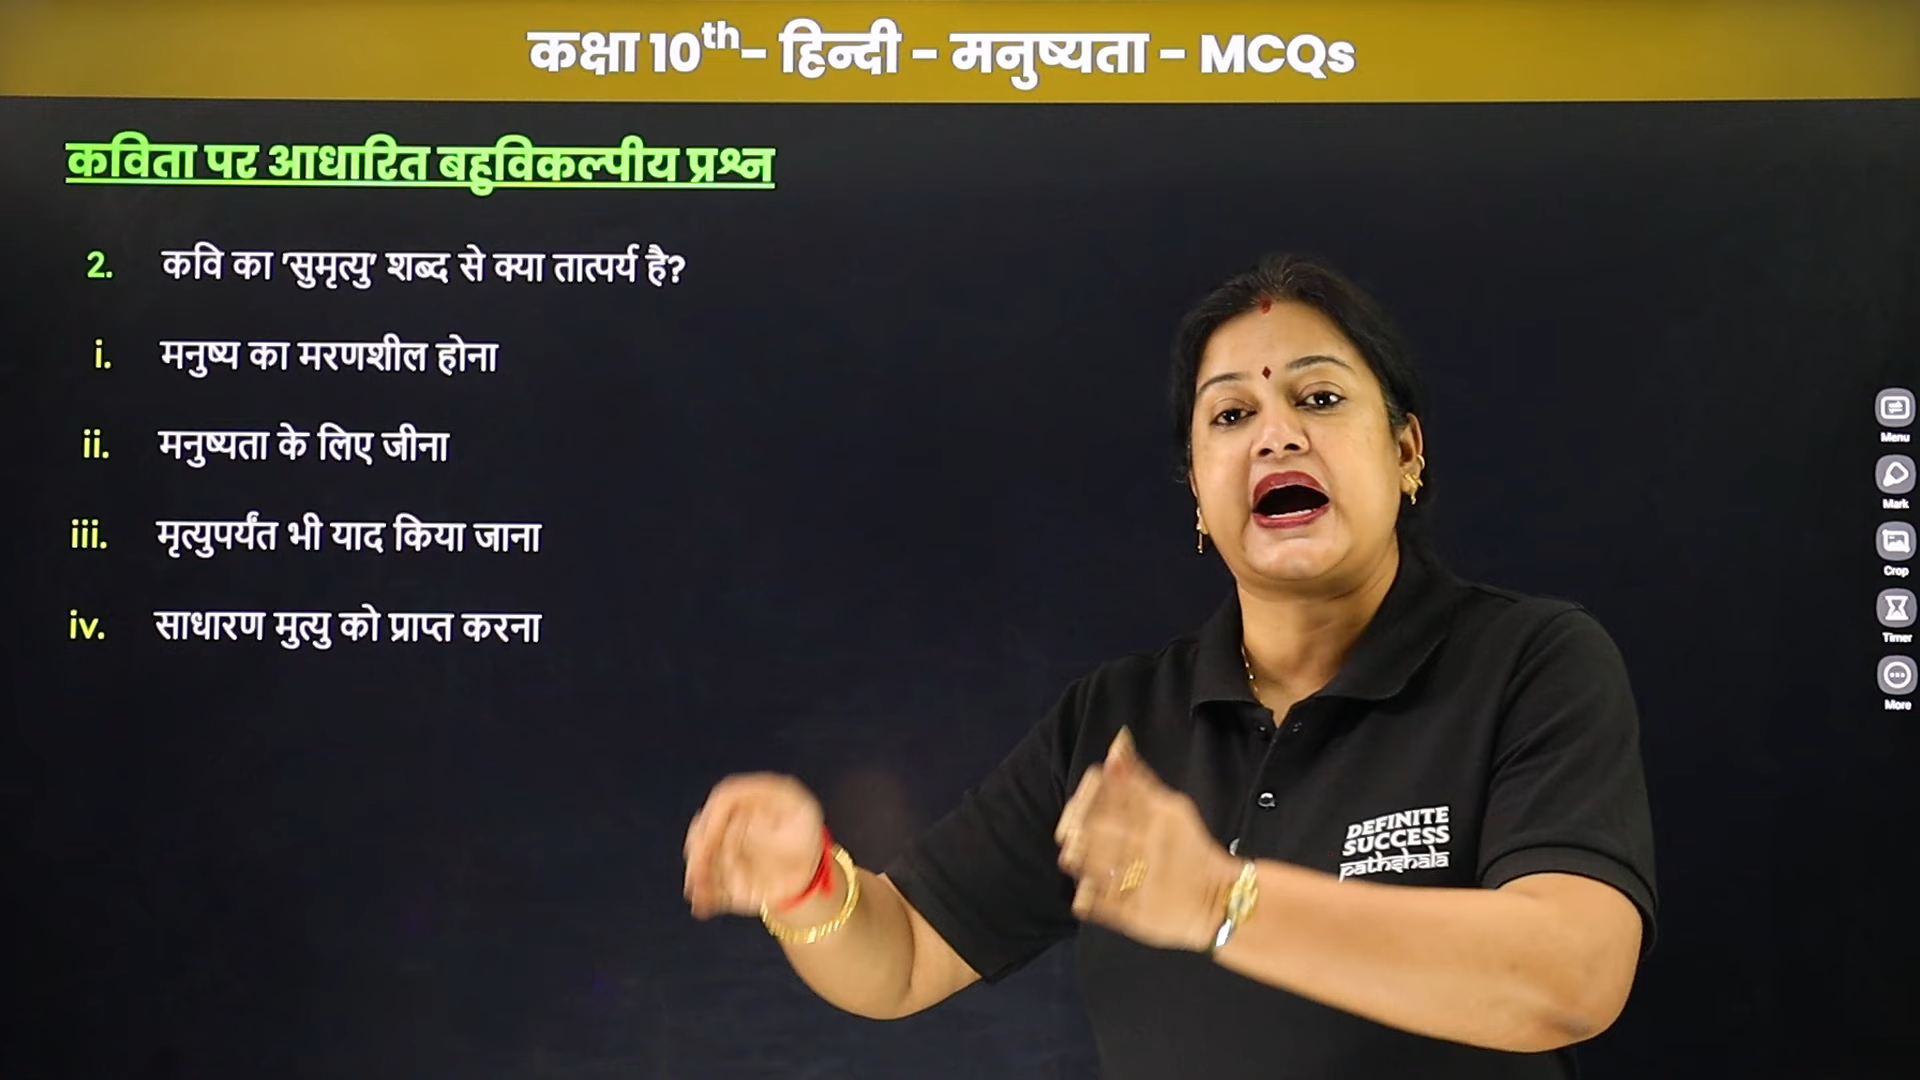 कक्षा 10th- हिन्दी - मनुष्यता - MCQs
कविता पर आधारित बहुविकल्पीय प्रश्न
2. कवि का 'सुमृत्यु' शब्द से क्या तात्पर्य है?
i. मनुष्य का मरणशील होना
ii. मनुष्यता के लिए जीना
iii. मृत्युपर्यंत भी याद किया जाना
iv. साधारण मुत्यु को प्राप्त करना
Menu
Mark
Crop
Timer
More
DEFINITE
SUCCESS
pathshala